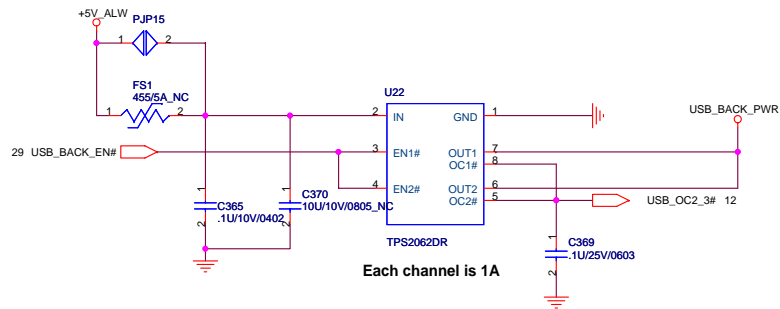 +5V_ALW
PJP15
1 2
FS1
455/5A_NC
1 2
U22
2 IN GND 1
USB_BACK_PWR
29 USB_BACK_EN#
3 EN1# OUT1 7
OC1# 8
4 EN2# OUT2 6
OC2# 5
USB_OC2_3# 12
1
C365
.1U/10V/0402
2
1
C370
10U/10V/0805_NC
2
TPS2062DR
Each channel is 1A
1
C369
.1U/25V/0603
2